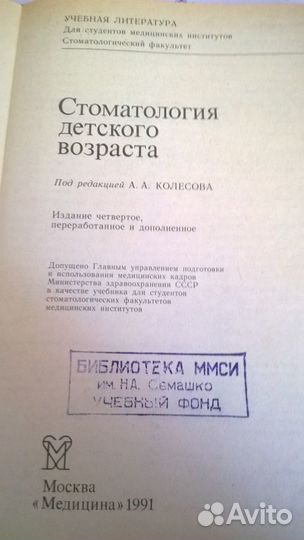 УЧЕБНАЯ ЛИТЕРАТУРА
Для студентов медицинских институтов
Стоматологический факультет
Стоматология
детского
возраста
Под редакцией А. А. КОЛЕСОВА
Издание четвертое,
переработанное и дополненное
Допущено Главным управлением подготовки
и использования медицинских кадров
Министерства здравоохранения СССР
в качестве учебника для студентов
стоматологических факультетов
медицинских институтов
БИБЛИОТЕКА ММСИ
им. Н.А. Семашко
УЧЕБНЫЙ ФОНД
Москва
«Медицина» 1991
Avito